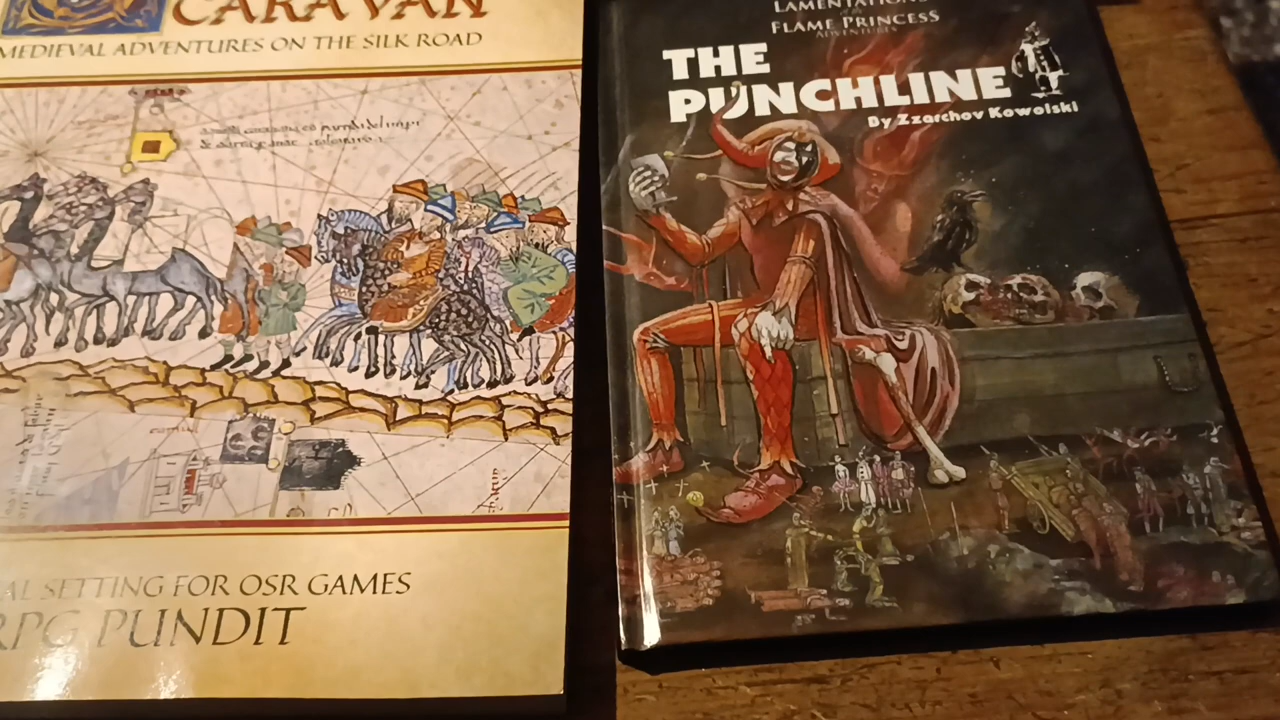 CARAVAN
MEDIEVAL ADVENTURES ON THE SILK ROAD
AL SETTING FOR OSR GAMES
RPG PUNDIT
LAMENTATIONS
FLAME PRINCESS
ADVENTURES
THE
PUNCHLINE
By Zzarchov Kowolski